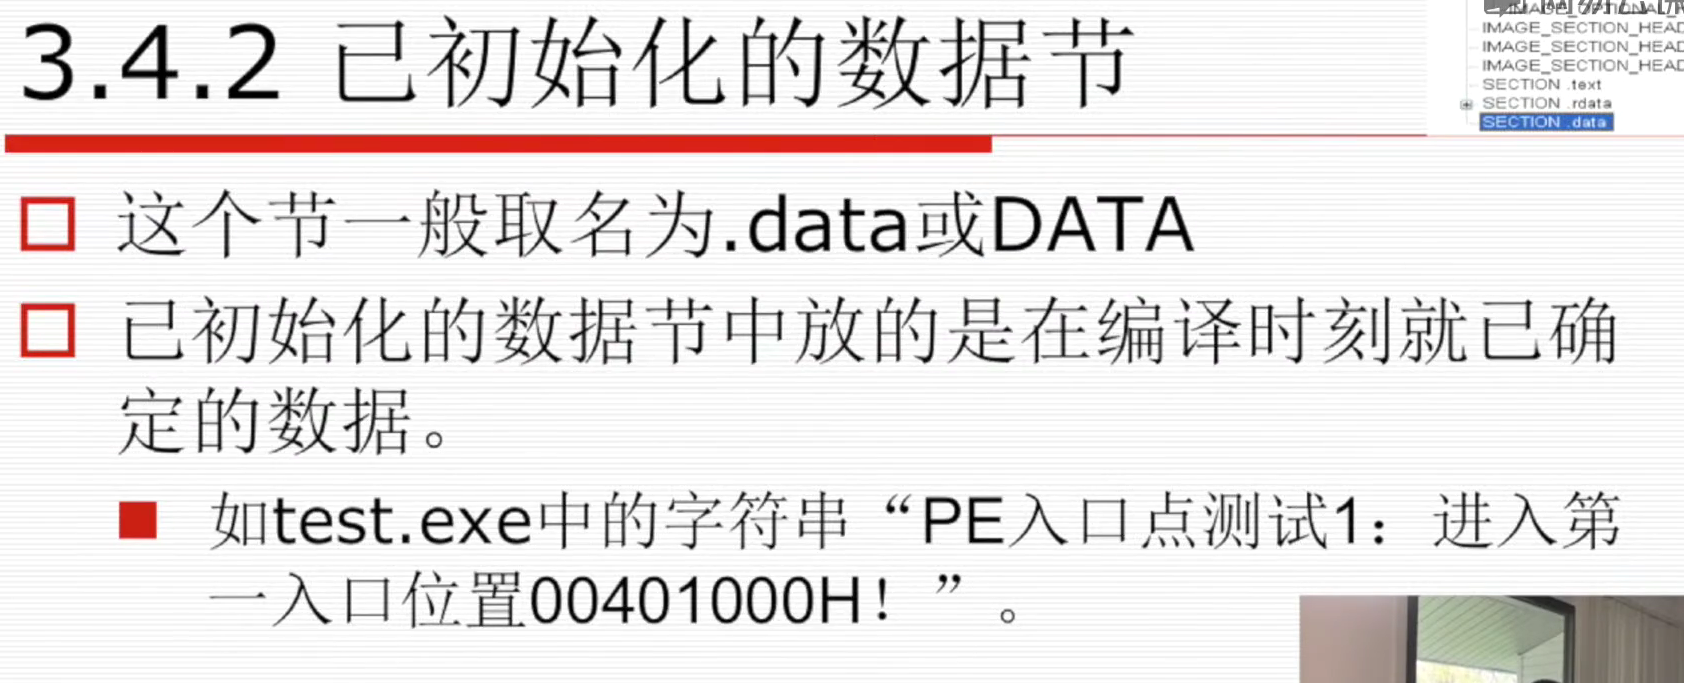 3.4.2 已初始化的数据节
IMAGE_SECTION_HEAD
IMAGE_SECTION_HEAD
IMAGE_SECTION_HEAD
SECTION .text
SECTION .rdata
SECTION .data
这个节一般取名为.data或DATA
已初始化的数据节中放的是在编译时刻就已确
定的数据。
如test.exe中的字符串“PE入口点测试1：进入第
一入口位置00401000H！”。